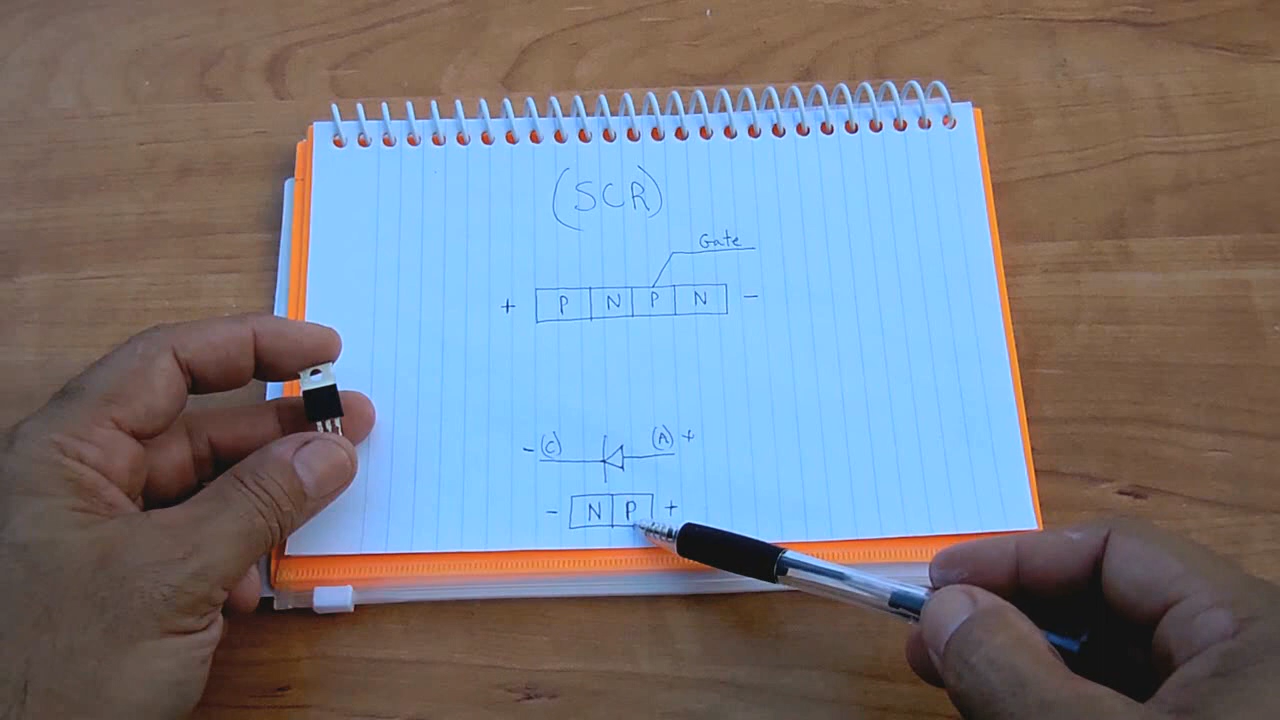 (SCR)
Gate
+ P N P N -
- (C) (A) +
- N P +